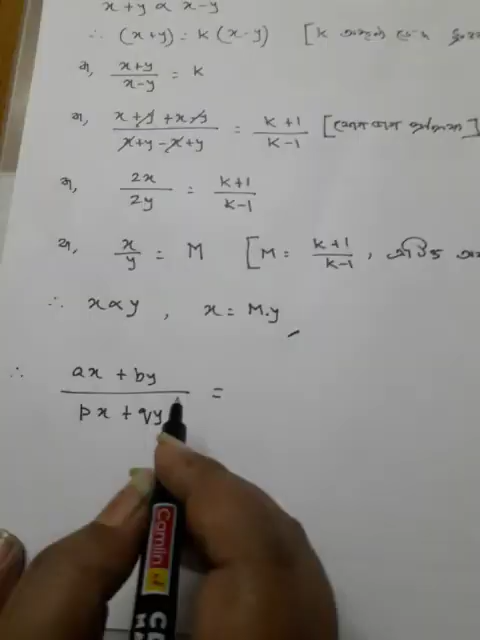 x+y ∝ x-y
∴ (x+y) = k (x-y) [k
বা, x+y / x-y = k
বা, x+y+x-y / x+y-x+y = k+1 / k-1 [যোগ ভাগ
বা, 2x / 2y = k+1 / k-1
বা, x / y = M [M = k+1 / k-1,
∴ x ∝ y, x = M.y
∴ ax + by / px + qy =
Camlin